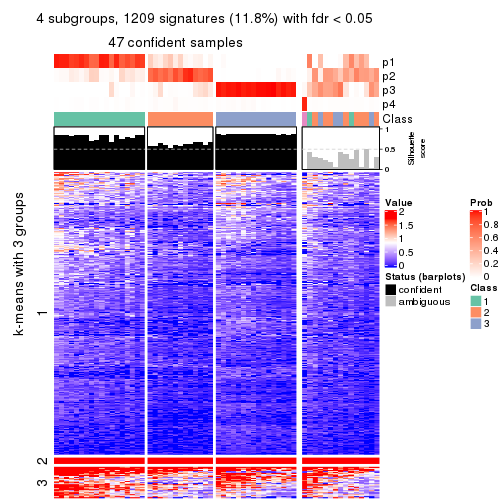 4 subgroups, 1209 signatures (11.8%) with fdr < 0.05
47 confident samples
p1
p2
p3
p4
Class
1
0.5
0
Silhouette
score
k-means with 3 groups
1
2
3
Value
2
1.5
1
0.5
0
Status (barplots)
confident
ambiguous
Prob
1
0.8
0.6
0.4
0.2
0
Class
1
2
3